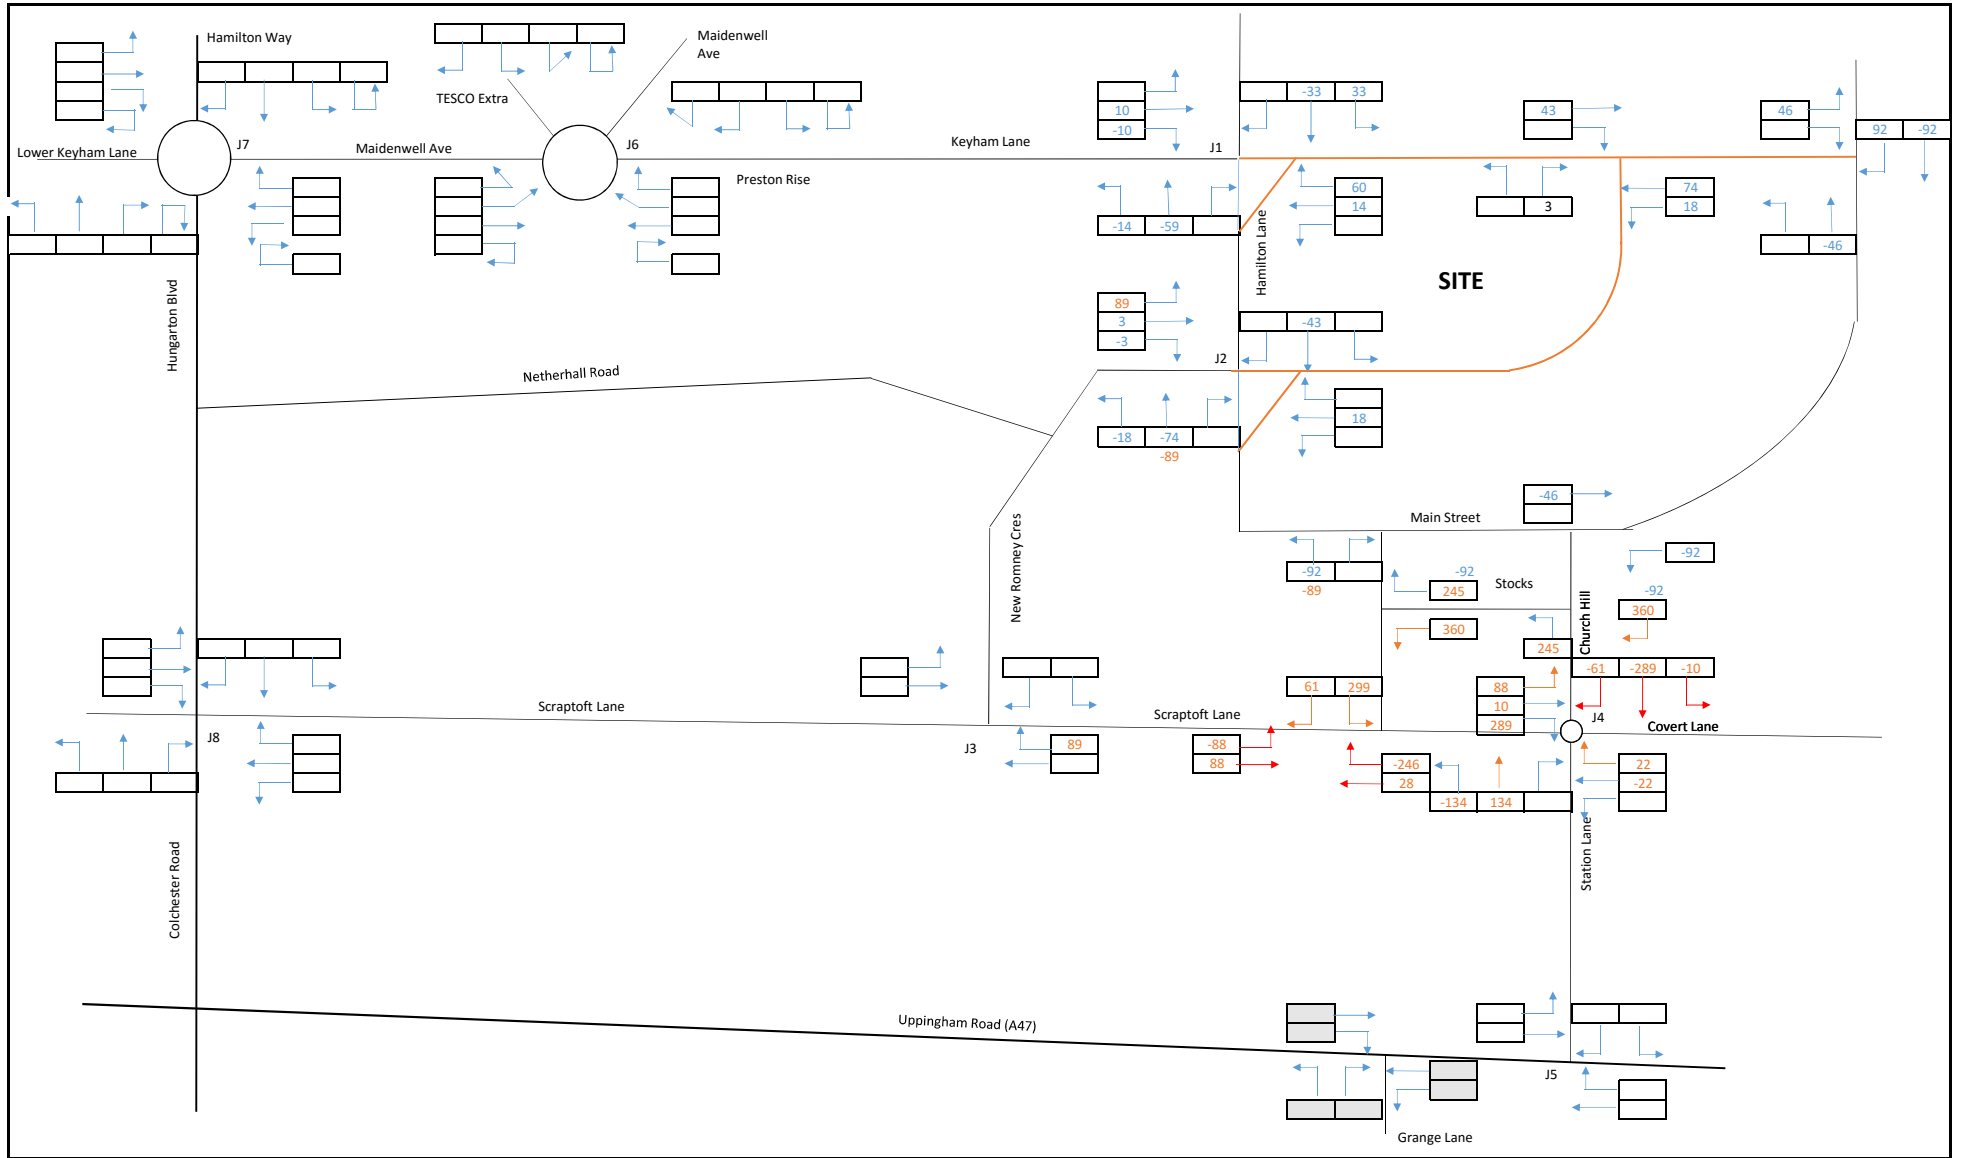 Hamilton Way
Maidenwell
Ave
TESCO Extra
J7
J6
J1
Lower Keyham Lane
Maidenwell Ave
Keyham Lane
Preston Rise
10
-10
-33 33
43
46
92 -92
-14 -59
60
14
3
74
18
-46
Hungarton Blvd
Hamilton Lane
SITE
89
3
-3
-43
J2
Netherhall Road
18
-18 -74
-89
-46
Main Street
New Romney Cres
-92
-89
-92
245
Stocks
-92
-92
360
360
Church Hill
245
-61 -289 -10
61 299
88
10
289
Scraptoft Lane
Scraptoft Lane
J4
Covert Lane
J8
J3
89
-88
88
-246
28
-134 134
22
-22
Station Lane
Colchester Road
Uppingham Road (A47)
J5
Grange Lane